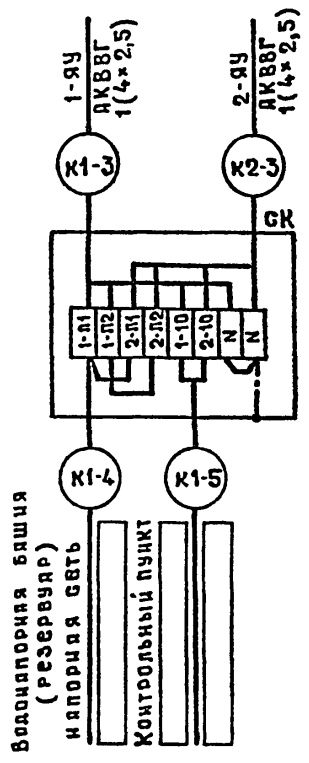 1-ЯУ
АКВВГ
1(4×2,5)
2-ЯУ
АКВВГ
1(4×2,5)
К1-3
К2-3
СК
1-П1
1-П2
2-П1
2-П2
1-10
2-10
N
N
К1-4
К1-5
Водонапорная башня
(резервуар)
напорная сеть
Контрольный пункт